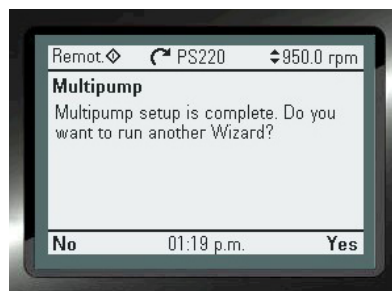 Remot. PS220 950.0 rpm
Multipump
Multipump setup is complete. Do you
want to run another Wizard?
No 01:19 p.m. Yes